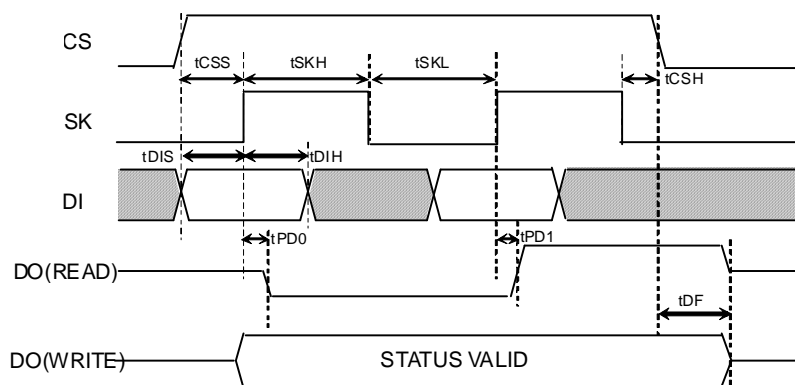 CS
tCSS tSKH tSKL tCSH
SK
tDIS tDIH
DI
tPD0 tPD1
DO(READ)
tDF
DO(WRITE) STATUS VALID